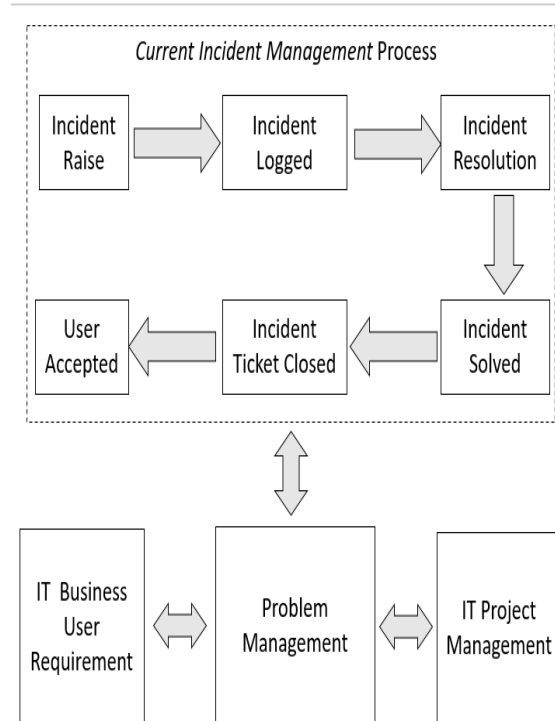 Current Incident Management Process
Incident
Raise
Incident
Logged
Incident
Resolution
User
Accepted
Incident
Ticket Closed
Incident
Solved
IT Business
User
Requirement
Problem
Management
IT Project
Management